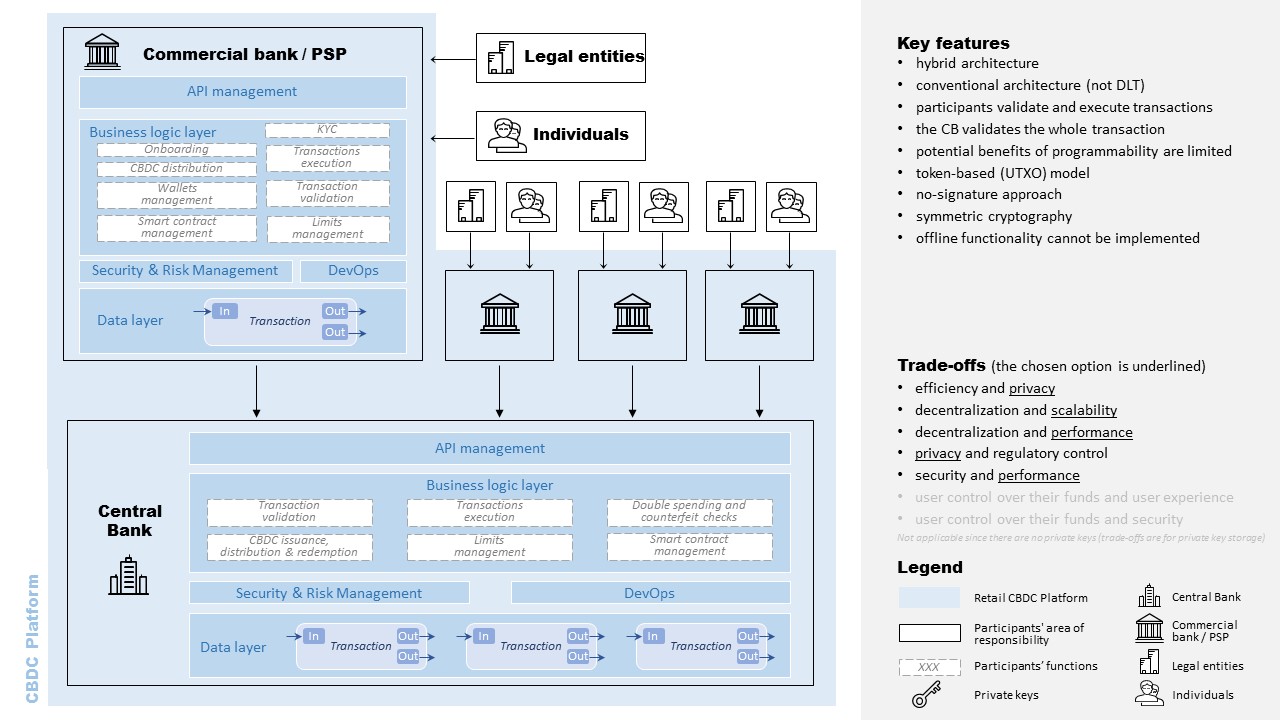 Commercial bank / PSP
API management
Business logic layer
KYC
Onboarding
CBDC distribution
Wallets
management
Smart contract
management
Transactions
execution
Transaction
validation
Limits
management
Security & Risk Management
DevOps
Data layer
In
Transaction
Out
Out
Legal entities
Individuals
Central
Bank
API management
Business logic layer
Transaction
validation
Transactions
execution
Double spending and
counterfeit checks
CBDC issuance,
distribution & redemption
Limits
management
Smart contract
management
Security & Risk Management
DevOps
Data layer
In
Transaction
Out
Out
In
Transaction
Out
Out
In
Transaction
Out
Out
CBDC Platform
Key features
• hybrid architecture
• conventional architecture (not DLT)
• participants validate and execute transactions
• the CB validates the whole transaction
• potential benefits of programmability are limited
• token-based (UTXO) model
• no-signature approach
• symmetric cryptography
• offline functionality cannot be implemented
Trade-offs (the chosen option is underlined)
• efficiency and privacy
• decentralization and scalability
• decentralization and performance
• privacy and regulatory control
• security and performance
• user control over their funds and user experience
• user control over their funds and security
Not applicable since there are no private keys (trade-offs are for private key storage)
Legend
Retail CBDC Platform
Participants' area of
responsibility
XXX
Participants' functions
Private keys
Central Bank
Commercial
bank / PSP
Legal entities
Individuals